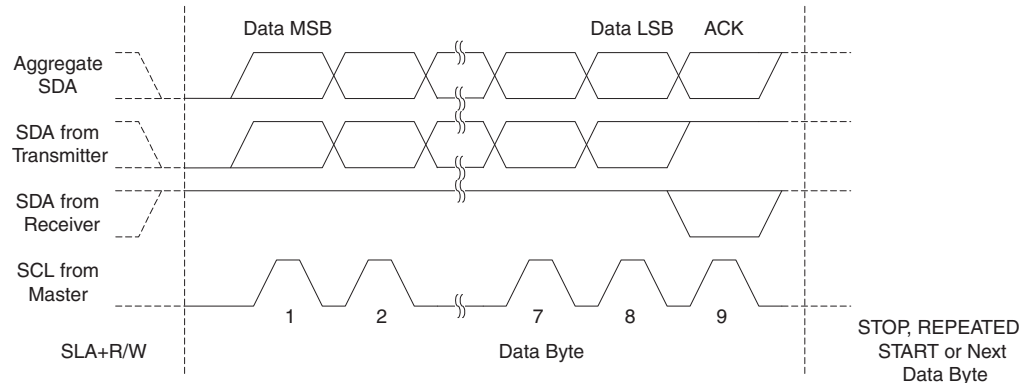 Data MSB
Data LSB
ACK
Aggregate
SDA
SDA from
Transmitter
SDA from
Receiver
SCL from
Master
1
2
7
8
9
SLA+R/W
Data Byte
STOP, REPEATED
START or Next
Data Byte